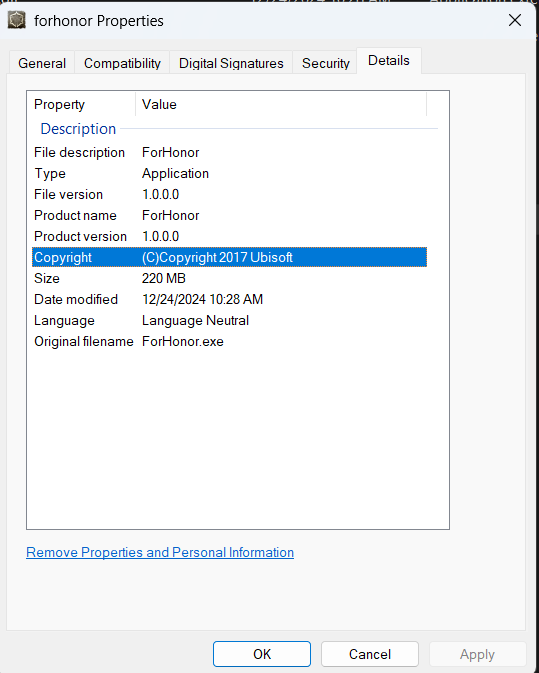 forhonor Properties
General Compatibility Digital Signatures Security Details
Property Value
Description
File description ForHonor
Type Application
File version 1.0.0.0
Product name ForHonor
Product version 1.0.0.0
Copyright (C)Copyright 2017 Ubisoft
Size 220 MB
Date modified 12/24/2024 10:28 AM
Language Language Neutral
Original filename ForHonor.exe
Remove Properties and Personal Information
OK Cancel Apply